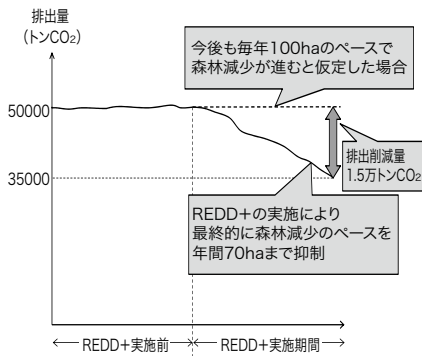 排出量
（トンCO₂）
今後も毎年100haのペースで
森林減少が進むと仮定した場合
50000
排出削減量
1.5万トンCO₂
35000
REDD+の実施により
最終的に森林減少のペースを
年間70haまで抑制
REDD+実施前
REDD+実施期間